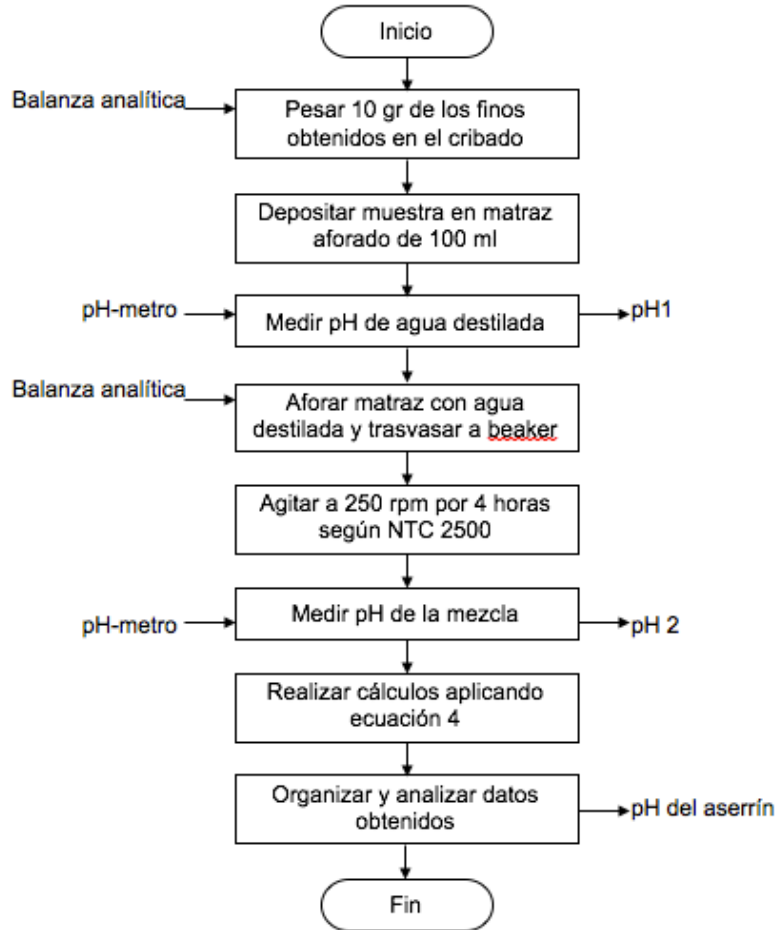 Inicio
Balanza analítica
Pesar 10 gr de los finos
obtenidos en el cribado
Depositar muestra en matraz
aforado de 100 ml
pH-metro
Medir pH de agua destilada
pH1
Balanza analítica
Aforar matraz con agua
destilada y trasvasar a beaker
Agitar a 250 rpm por 4 horas
según NTC 2500
pH-metro
Medir pH de la mezcla
pH 2
Realizar cálculos aplicando
ecuación 4
Organizar y analizar datos
obtenidos
pH del aserrín
Fin